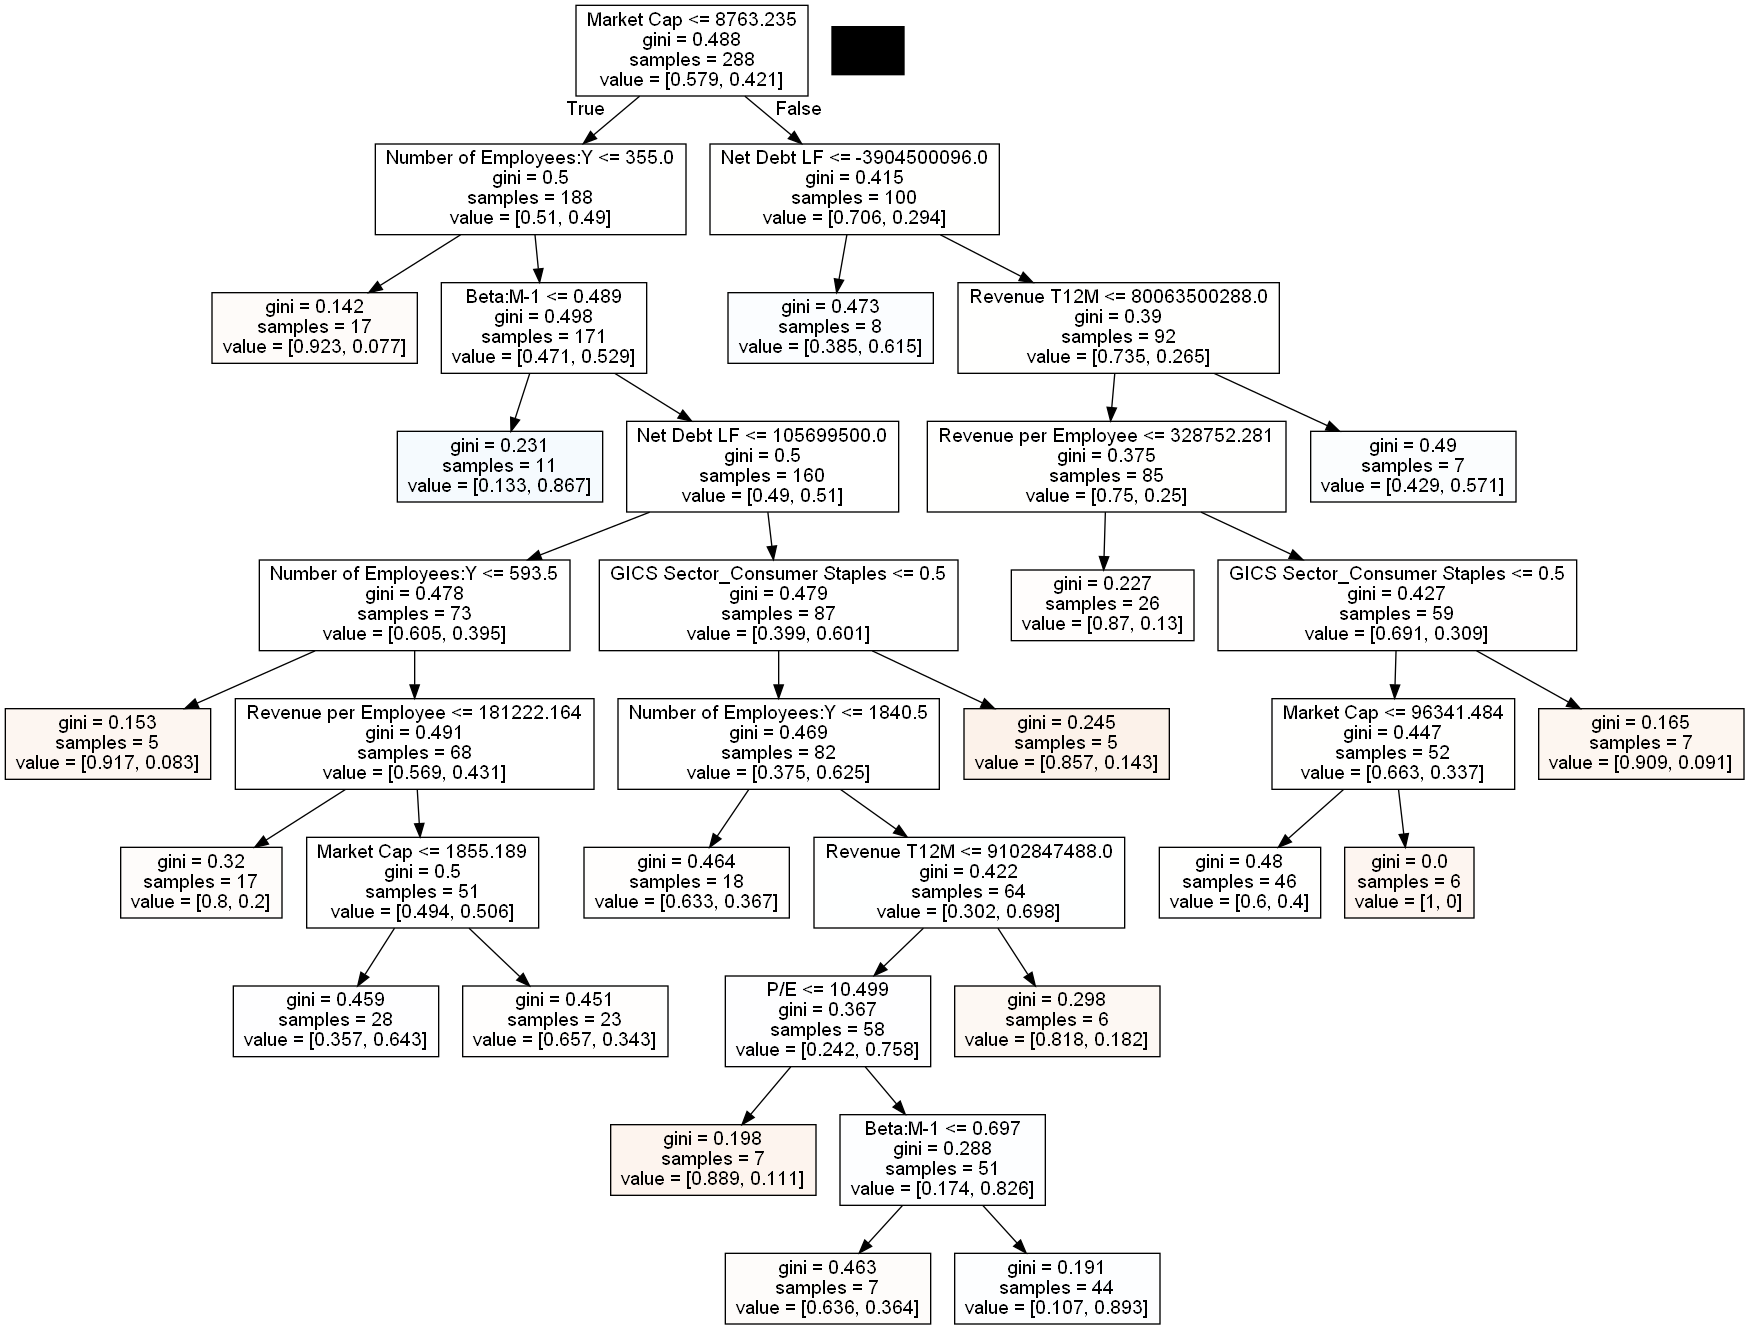 Market Cap <= 8763.235
gini = 0.488
samples = 288
value = [0.579, 0.421]
True
False
Number of Employees:Y <= 355.0
gini = 0.5
samples = 188
value = [0.51, 0.49]
Net Debt LF <= -3904500096.0
gini = 0.415
samples = 100
value = [0.706, 0.294]
gini = 0.142
samples = 17
value = [0.923, 0.077]
Beta:M-1 <= 0.489
gini = 0.498
samples = 171
value = [0.471, 0.529]
gini = 0.473
samples = 8
value = [0.385, 0.615]
Revenue T12M <= 80063500288.0
gini = 0.39
samples = 92
value = [0.735, 0.265]
gini = 0.231
samples = 11
value = [0.133, 0.867]
Net Debt LF <= 105699500.0
gini = 0.5
samples = 160
value = [0.49, 0.51]
Revenue per Employee <= 328752.281
gini = 0.375
samples = 85
value = [0.75, 0.25]
gini = 0.49
samples = 7
value = [0.429, 0.571]
Number of Employees:Y <= 593.5
gini = 0.478
samples = 73
value = [0.605, 0.395]
GICS Sector_Consumer Staples <= 0.5
gini = 0.479
samples = 87
value = [0.399, 0.601]
gini = 0.227
samples = 26
value = [0.87, 0.13]
GICS Sector_Consumer Staples <= 0.5
gini = 0.427
samples = 59
value = [0.691, 0.309]
gini = 0.153
samples = 5
value = [0.917, 0.083]
Revenue per Employee <= 181222.164
gini = 0.491
samples = 68
value = [0.569, 0.431]
Number of Employees:Y <= 1840.5
gini = 0.469
samples = 82
value = [0.375, 0.625]
gini = 0.245
samples = 5
value = [0.857, 0.143]
Market Cap <= 96341.484
gini = 0.447
samples = 52
value = [0.663, 0.337]
gini = 0.165
samples = 7
value = [0.909, 0.091]
gini = 0.32
samples = 17
value = [0.8, 0.2]
Market Cap <= 1855.189
gini = 0.5
samples = 51
value = [0.494, 0.506]
gini = 0.464
samples = 18
value = [0.633, 0.367]
Revenue T12M <= 9102847488.0
gini = 0.422
samples = 64
value = [0.302, 0.698]
gini = 0.48
samples = 46
value = [0.6, 0.4]
gini = 0.0
samples = 6
value = [1, 0]
gini = 0.459
samples = 28
value = [0.357, 0.643]
gini = 0.451
samples = 23
value = [0.657, 0.343]
P/E <= 10.499
gini = 0.367
samples = 58
value = [0.242, 0.758]
gini = 0.298
samples = 6
value = [0.818, 0.182]
gini = 0.198
samples = 7
value = [0.889, 0.111]
Beta:M-1 <= 0.697
gini = 0.288
samples = 51
value = [0.174, 0.826]
gini = 0.463
samples = 7
value = [0.636, 0.364]
gini = 0.191
samples = 44
value = [0.107, 0.893]